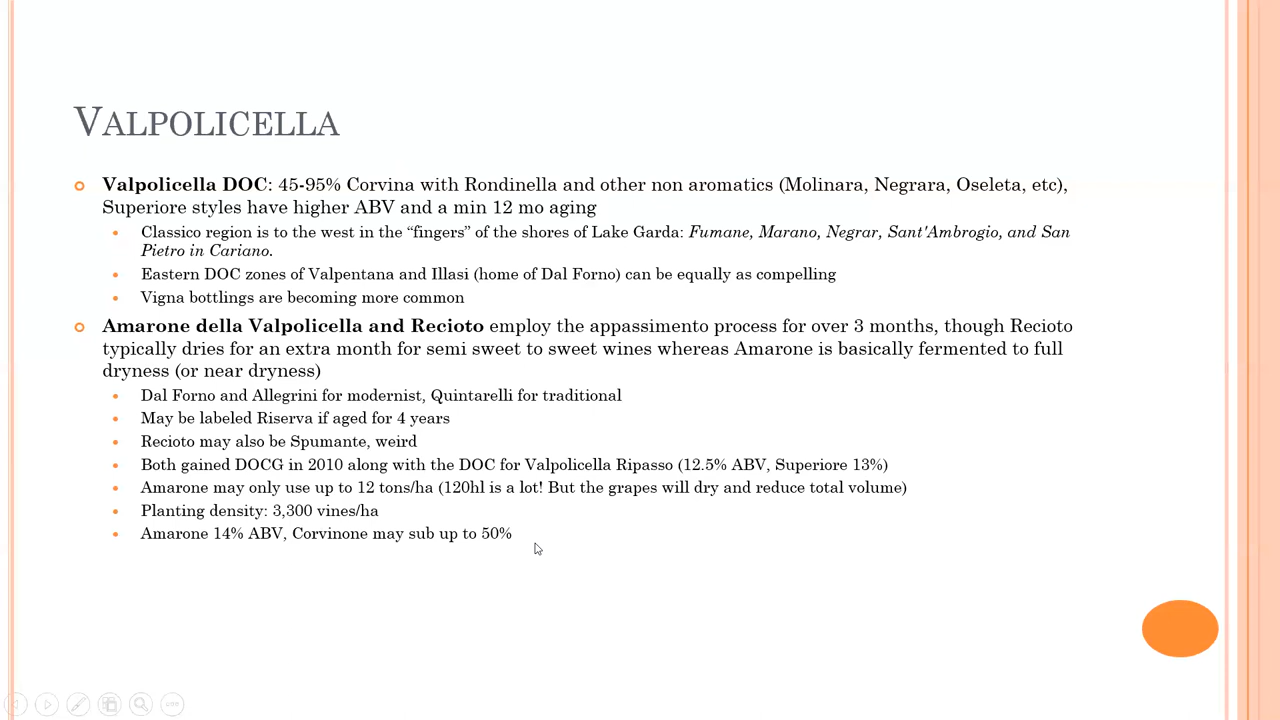 VALPOLICELLA
Valpolicella DOC: 45-95% Corvina with Rondinella and other non aromatics (Molinara, Negrara, Oseleta, etc),
Superiore styles have higher ABV and a min 12 mo aging
Classico region is to the west in the “fingers” of the shores of Lake Garda: Fumane, Marano, Negrar, Sant'Ambrogio, and San
Pietro in Cariano.
Eastern DOC zones of Valpentana and Illasi (home of Dal Forno) can be equally as compelling
Vigna bottlings are becoming more common
Amarone della Valpolicella and Recioto employ the appassimento process for over 3 months, though Recioto
typically dries for an extra month for semi sweet to sweet wines whereas Amarone is basically fermented to full
dryness (or near dryness)
Dal Forno and Allegrini for modernist, Quintarelli for traditional
May be labeled Riserva if aged for 4 years
Recioto may also be Spumante, weird
Both gained DOCG in 2010 along with the DOC for Valpolicella Ripasso (12.5% ABV, Superiore 13%)
Amarone may only use up to 12 tons/ha (120hl is a lot! But the grapes will dry and reduce total volume)
Planting density: 3,300 vines/ha
Amarone 14% ABV, Corvinone may sub up to 50%